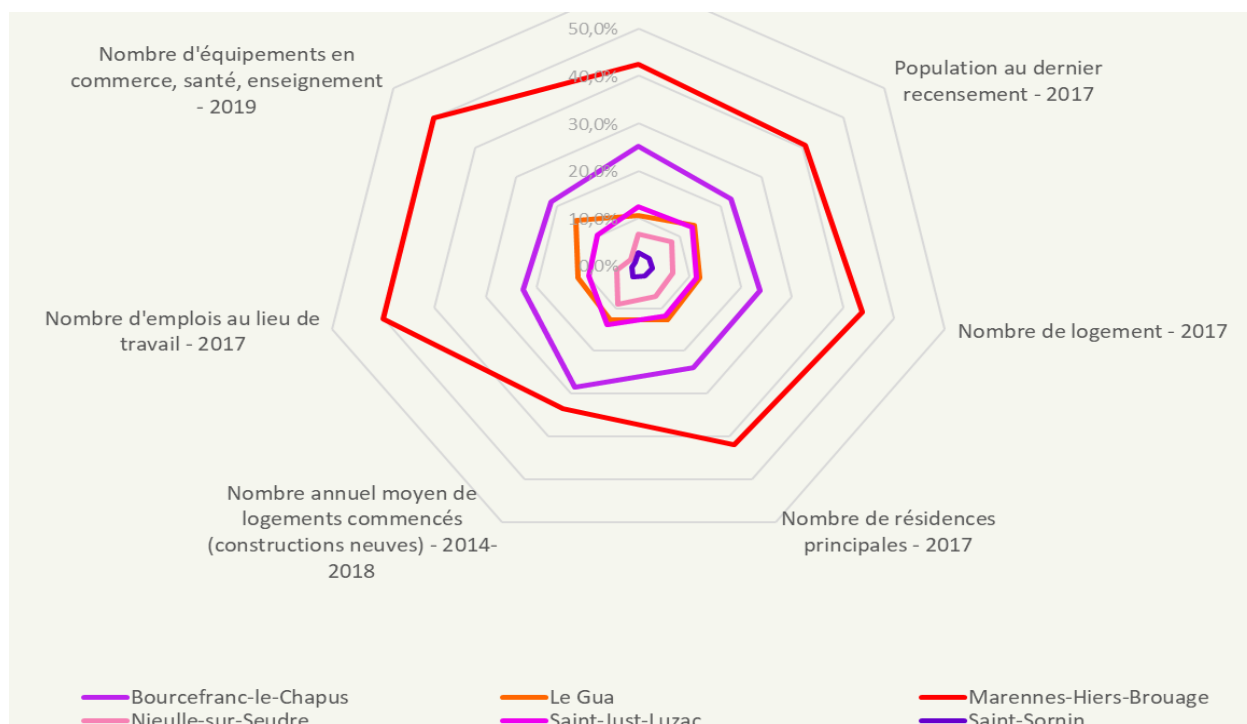 50,0%
40,0%
30,0%
20,0%
10,0%
0,0%
Nombre d'équipements en
commerce, santé, enseignement
- 2019
Population au dernier
recensement - 2017
Nombre d'emplois au lieu de
travail - 2017
Nombre de logement - 2017
Nombre annuel moyen de
logements commencés
(constructions neuves) - 2014-
2018
Nombre de résidences
principales - 2017
Bourcefranc-le-Chapus
Le Gua
Marennes-Hiers-Brouage
Nieulle-sur-Seudre
Saint-Just-Luzac
Saint-Sornin